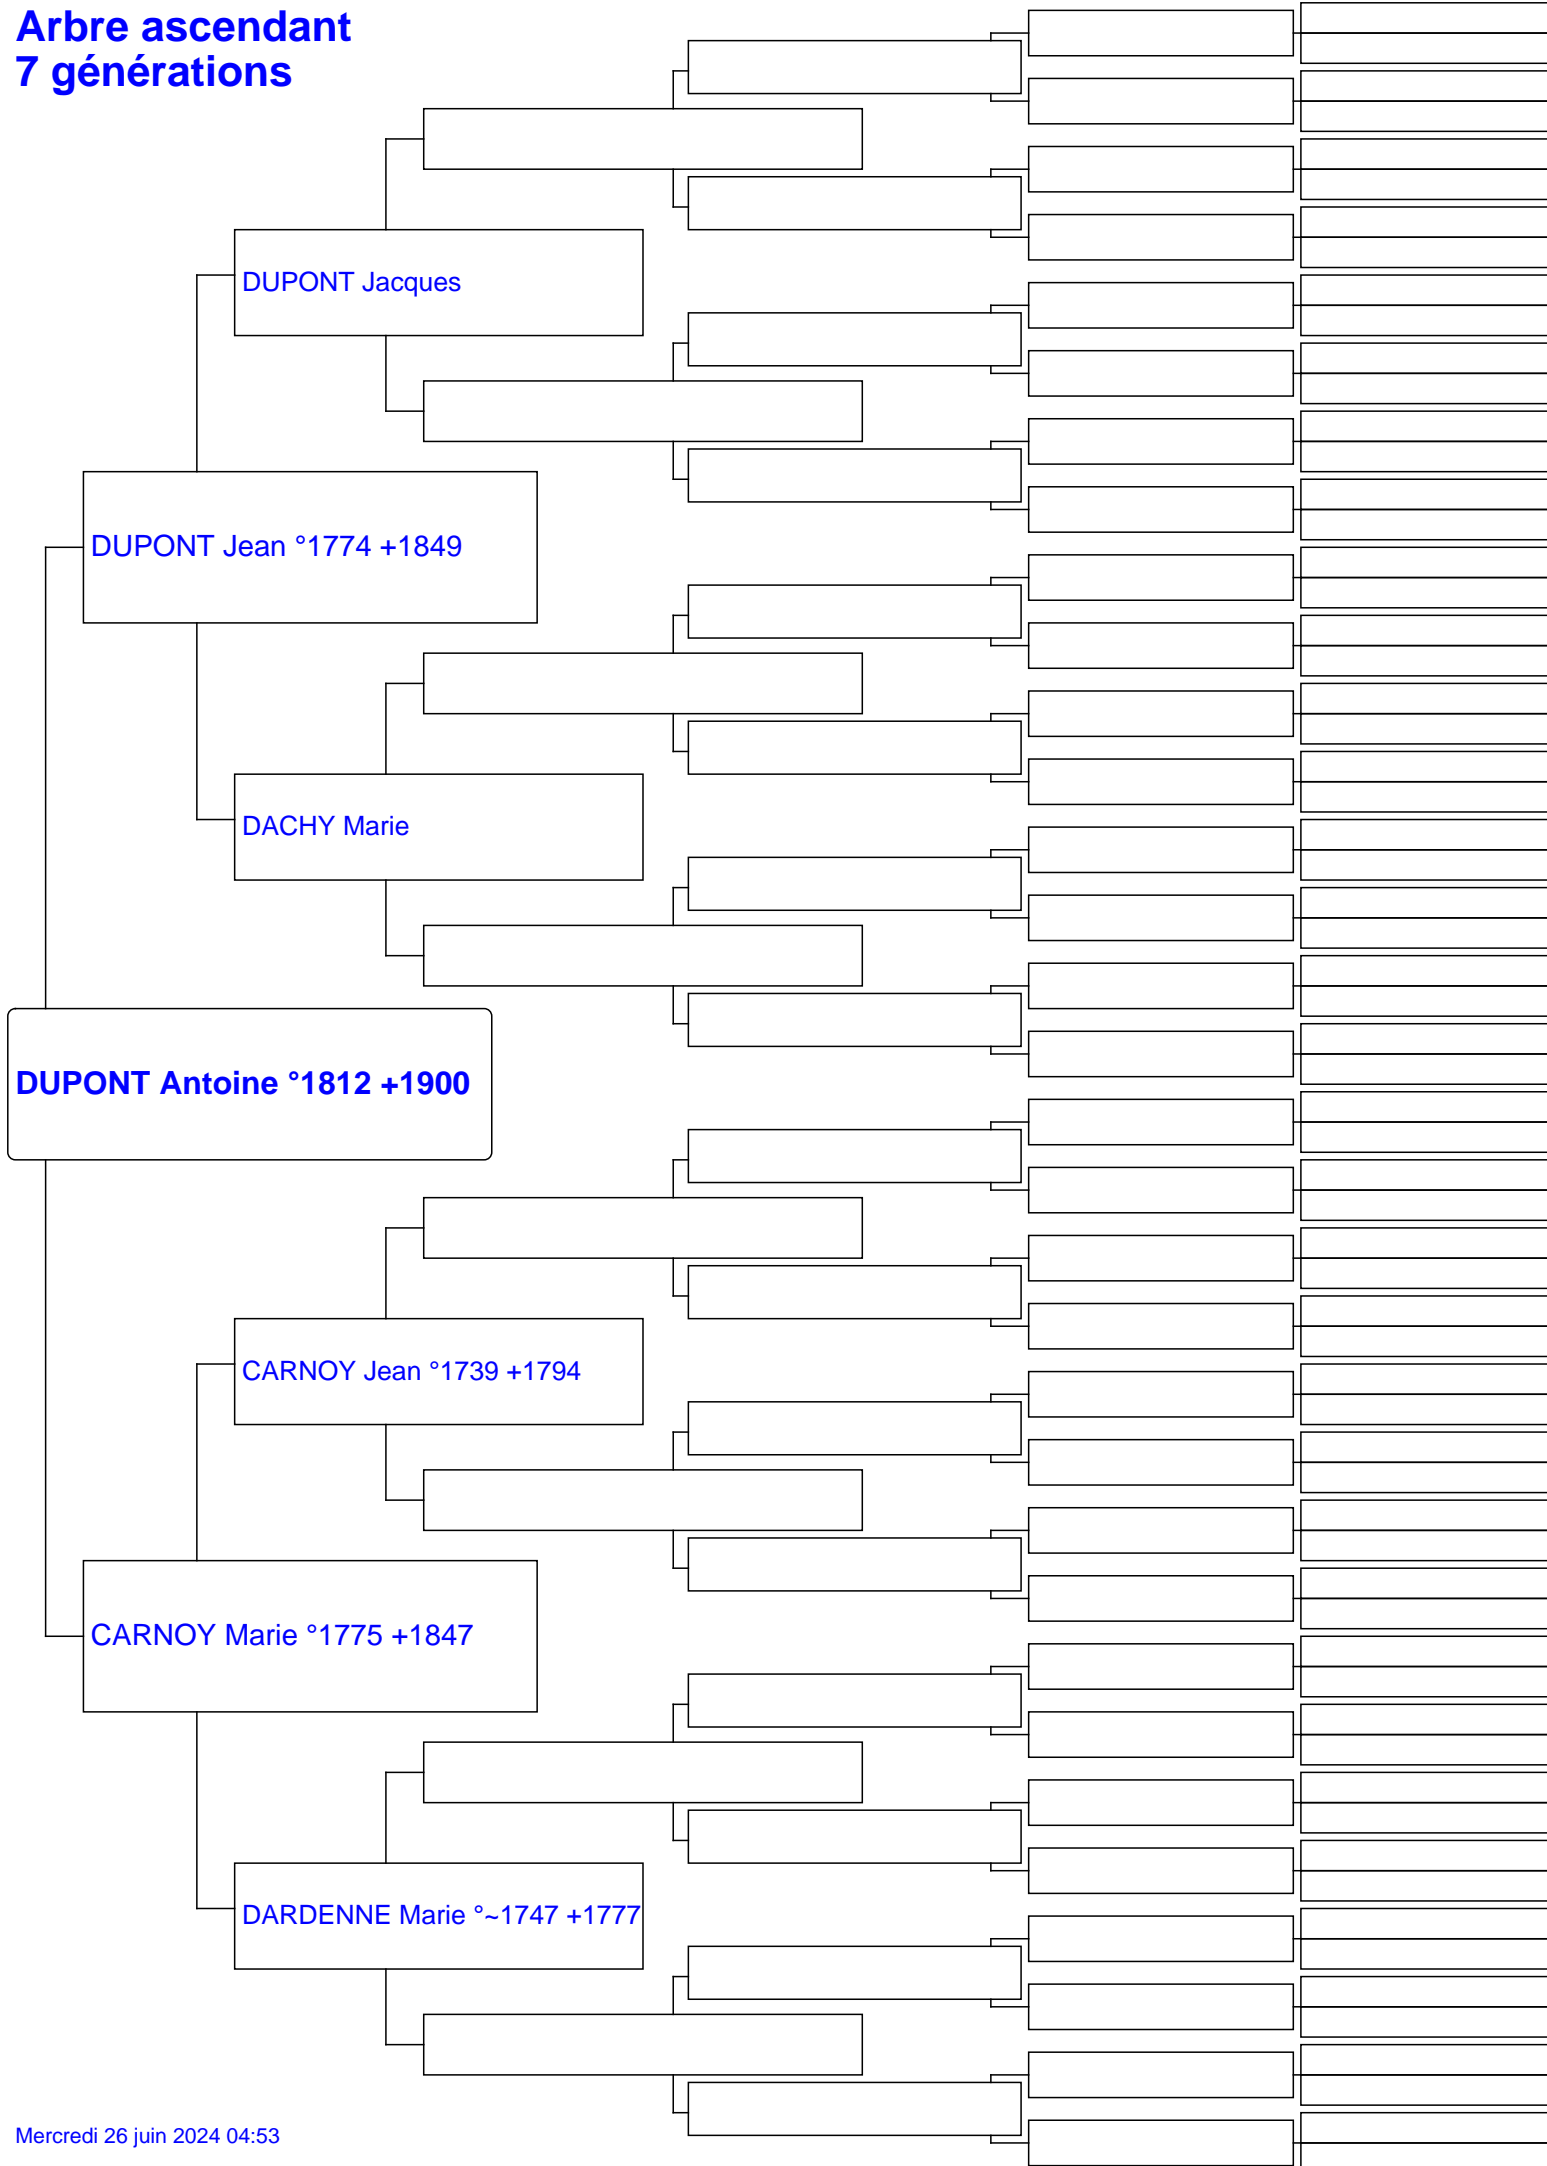 Arbre ascendant
7 générations
DUPONT Jacques
DUPONT Jean °1774 +1849
DACHY Marie
DUPONT Antoine °1812 +1900
CARNOY Jean °1739 +1794
CARNOY Marie °1775 +1847
DARDENNE Marie °~1747 +1777
Mercredi 26 juin 2024 04:53